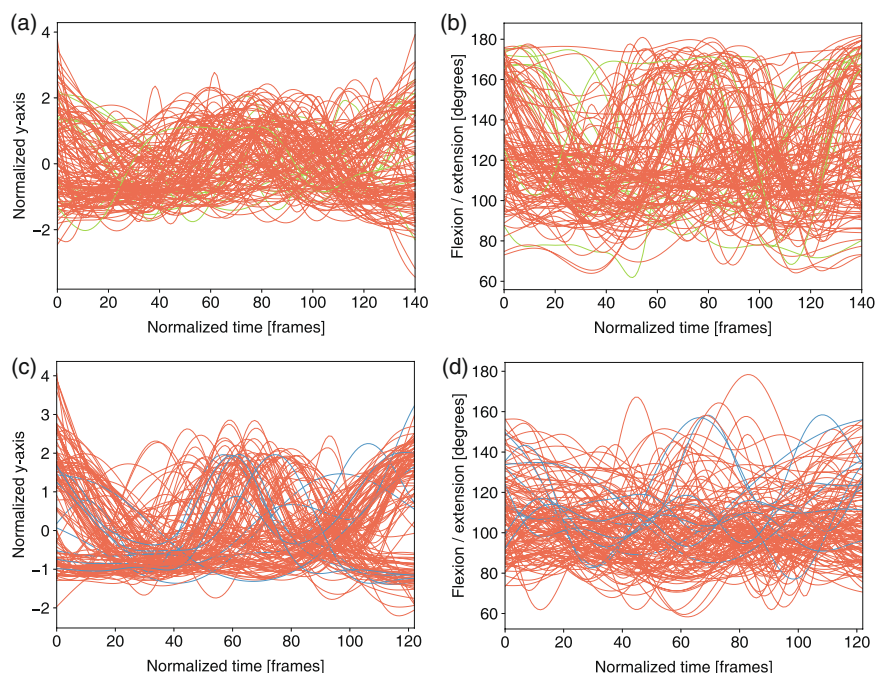 (a)
4
2
0
−2
Normalized y-axis
0 20 40 60 80 100 120 140
Normalized time [frames]
(b)
180
160
140
120
100
80
60
Flexion / extension [degrees]
0 20 40 60 80 100 120 140
Normalized time [frames]
(c)
4
3
2
1
0
−1
−2
Normalized y-axis
0 20 40 60 80 100 120
Normalized time [frames]
(d)
180
160
140
120
100
80
60
Flexion / extension [degrees]
0 20 40 60 80 100
Normalized time [frames]